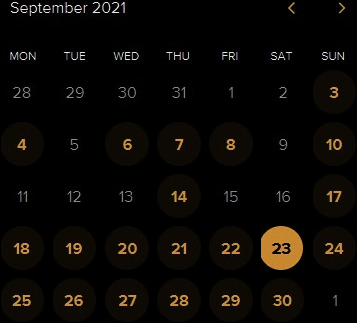 September 2021 < >
MON TUE WED THU FRI SAT SUN
28 29 30 31 1 2 3
4 5 6 7 8 9 10
11 12 13 14 15 16 17
18 19 20 21 22 23 24
25 26 27 28 29 30 1